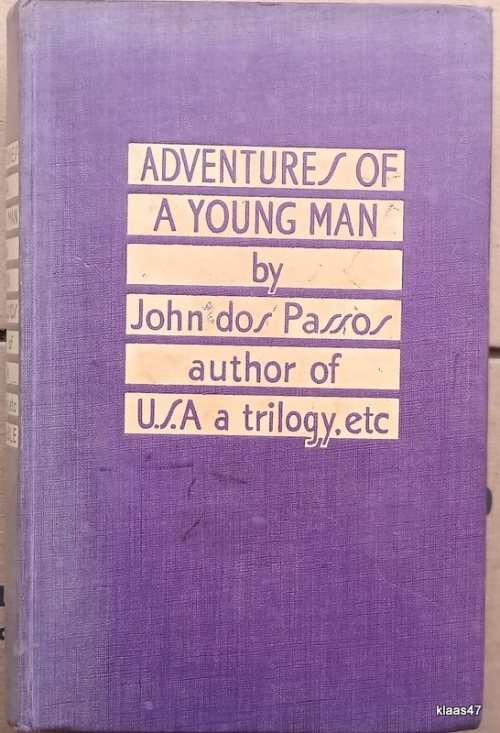 ADVENTURES OF
A YOUNG MAN
by
John dos Passos
author of
U.S.A a trilogy, etc
klaas47